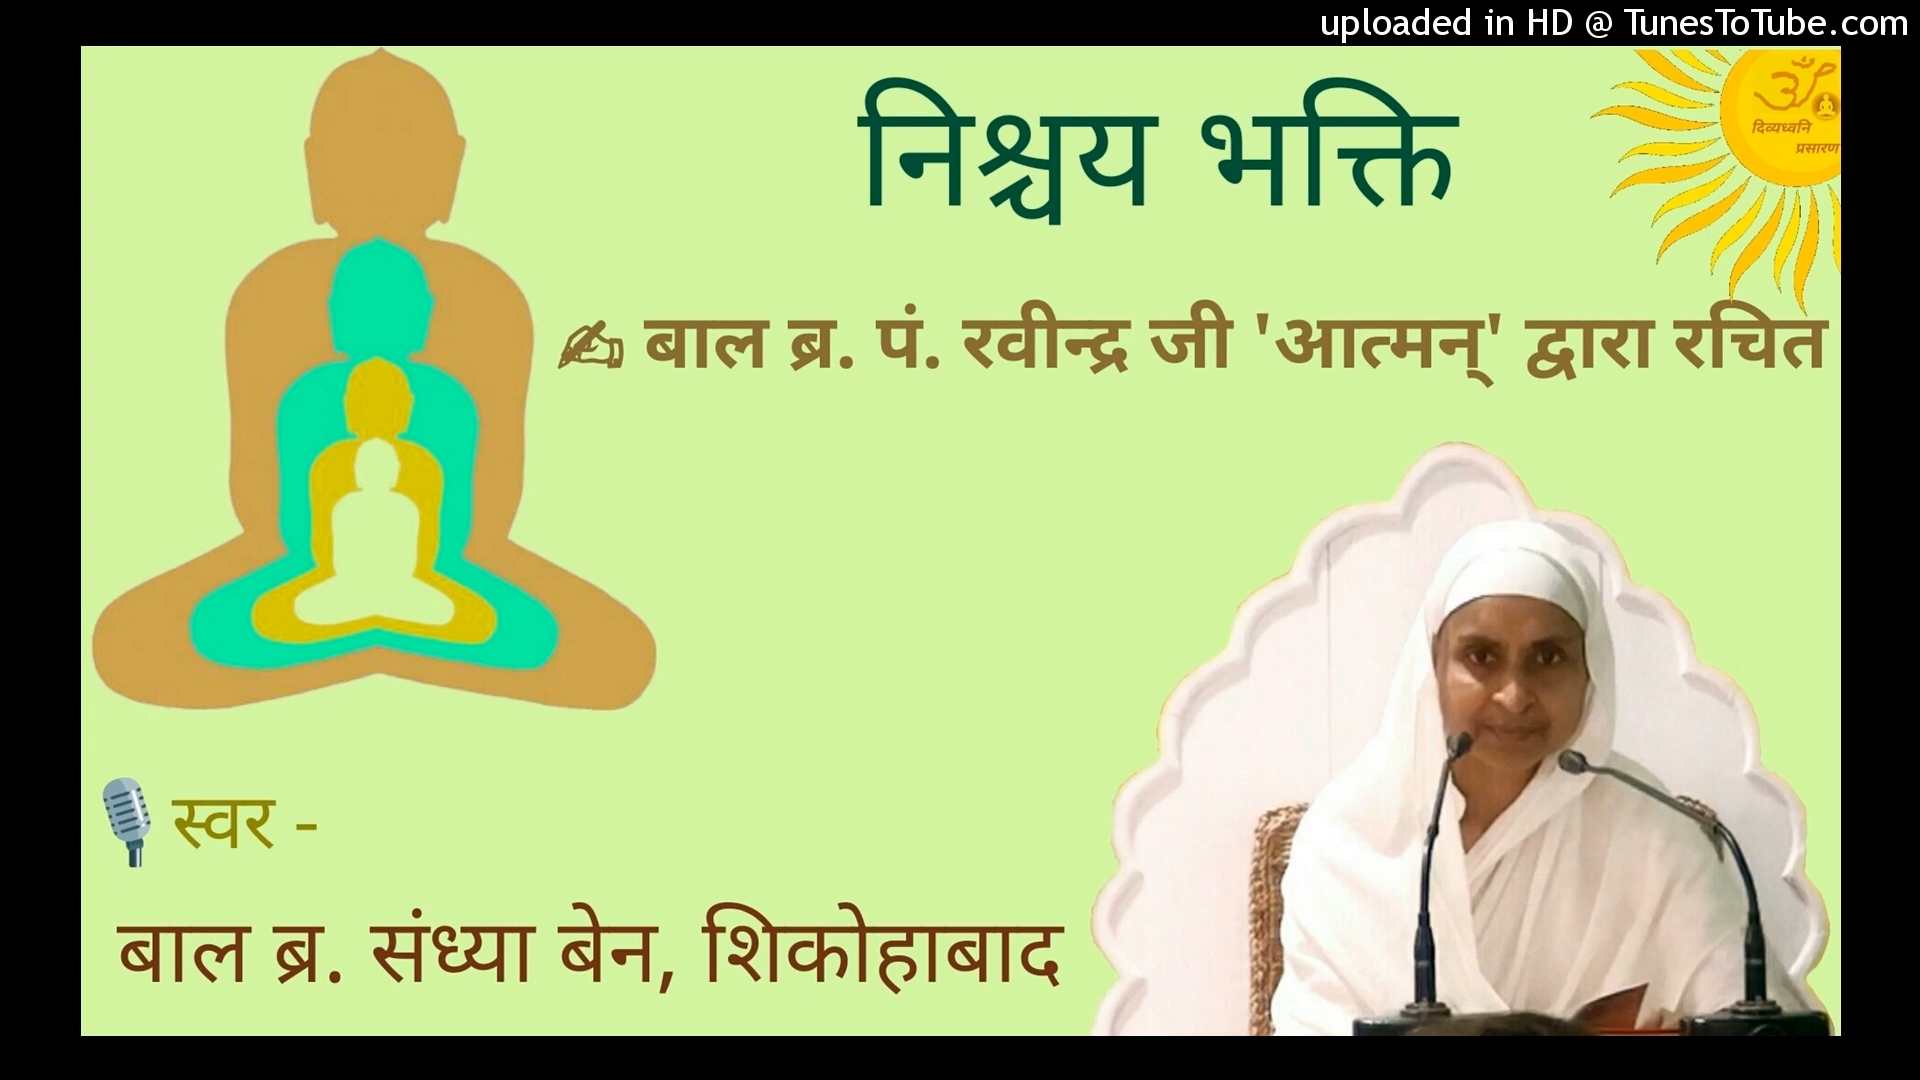 uploaded in HD @ TunesToTube.com
निश्चय भक्ति
दिव्यध्वनि
प्रसारण
✍ बाल ब्र. पं. रवीन्द्र जी 'आत्मन्' द्वारा रचित
स्वर -
बाल ब्र. संध्या बेन, शिकोहाबाद